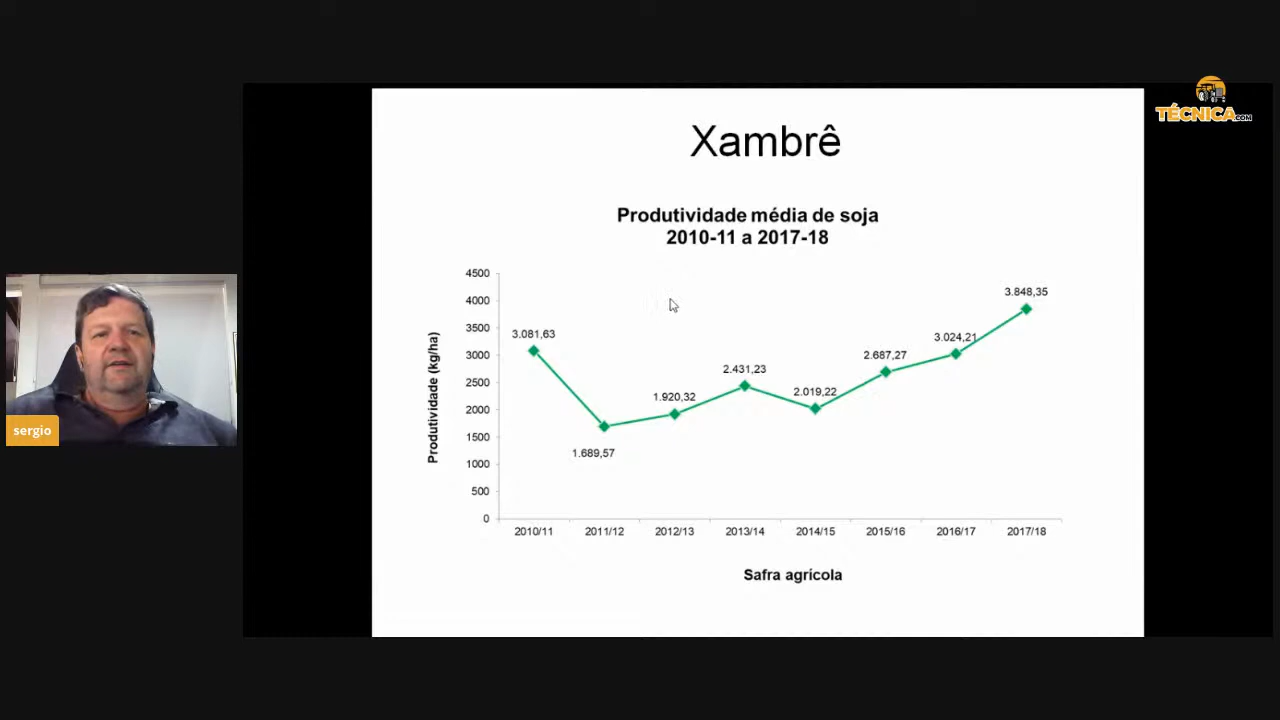 TÉCNICA.COM
Xambrê
Produtividade média de soja
2010-11 a 2017-18
Produtividade (kg/ha)
4500
4000
3500
3000
2500
2000
1500
1000
500
0
3.081,63
1.689,57
1.920,32
2.431,23
2.019,22
2.687,27
3.024,21
3.848,35
2010/11 2011/12 2012/13 2013/14 2014/15 2015/16 2016/17 2017/18
Safra agrícola
sergio